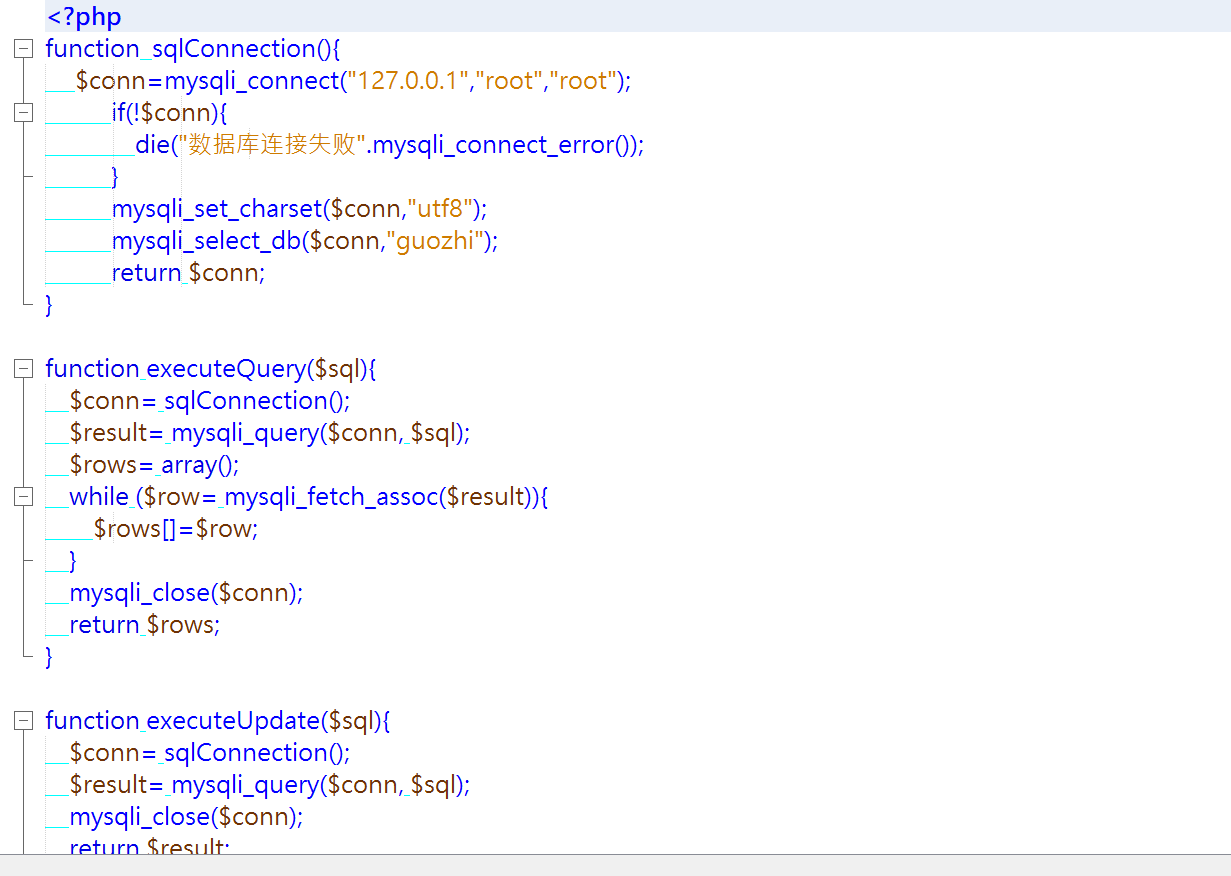 <?php
function sqlConnection(){
$conn=mysqli_connect("127.0.0.1","root","root");
if(!$conn){
die("数据库连接失败".mysqli_connect_error());
}
mysqli_set_charset($conn,"utf8");
mysqli_select_db($conn,"guozhi");
return $conn;
}
function executeQuery($sql){
$conn= sqlConnection();
$result= mysqli_query($conn, $sql);
$rows= array();
while ($row= mysqli_fetch_assoc($result)){
$rows[]=$row;
}
mysqli_close($conn);
return $rows;
}
function executeUpdate($sql){
$conn= sqlConnection();
$result= mysqli_query($conn, $sql);
mysqli_close($conn);
return $result;